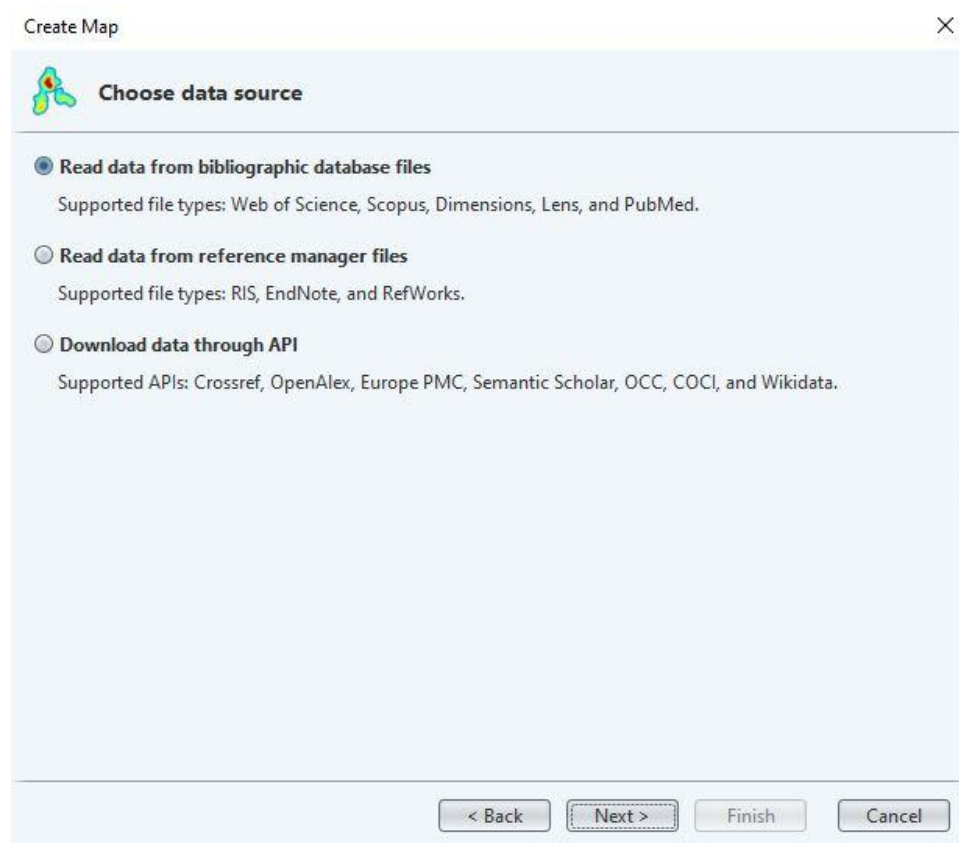 Create Map
Choose data source
Read data from bibliographic database files
Supported file types: Web of Science, Scopus, Dimensions, Lens, and PubMed.
Read data from reference manager files
Supported file types: RIS, EndNote, and RefWorks.
Download data through API
Supported APIs: Crossref, OpenAlex, Europe PMC, Semantic Scholar, OCC, COCI, and Wikidata.
< Back Next > Finish Cancel